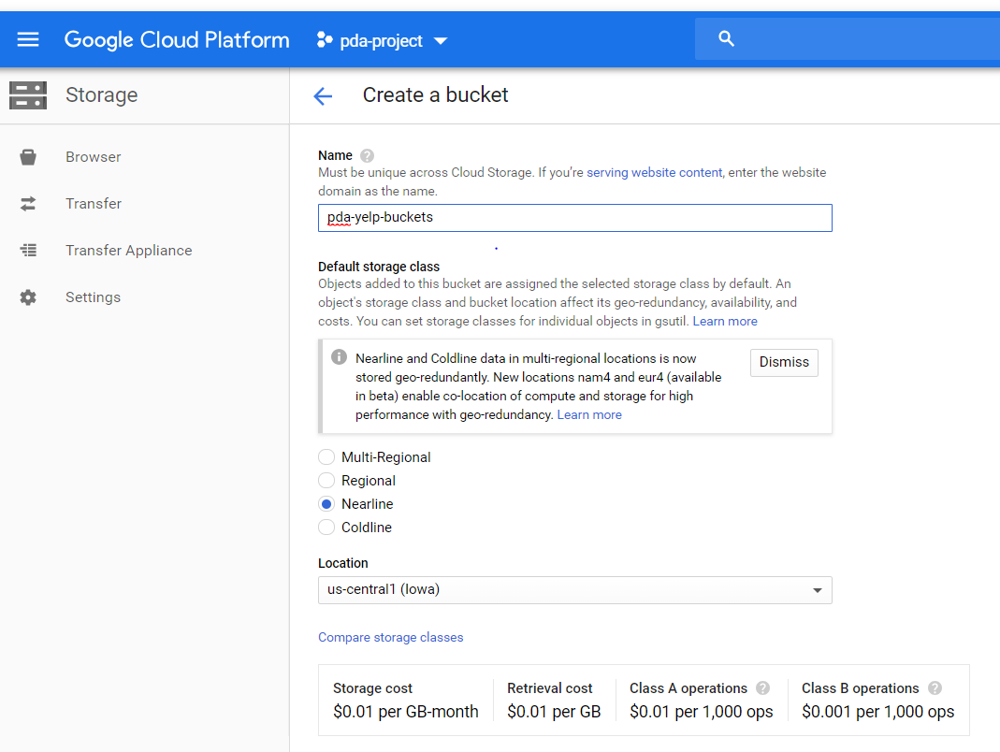 Google Cloud Platform pda-project
Storage
Create a bucket
Browser
Transfer
Transfer Appliance
Settings
Name
Must be unique across Cloud Storage. If you’re serving website content, enter the website
domain as the name.
pda-yelp-buckets
Default storage class
Objects added to this bucket are assigned the selected storage class by default. An
object's storage class and bucket location affect its geo-redundancy, availability, and
costs. You can set storage classes for individual objects in gsutil. Learn more
Nearline and Coldline data in multi-regional locations is now
stored geo-redundantly. New locations nam4 and eur4 (available
in beta) enable co-location of compute and storage for high
performance with geo-redundancy. Learn more
Dismiss
Multi-Regional
Regional
Nearline
Coldline
Location
us-central1 (Iowa)
Compare storage classes
Storage cost
$0.01 per GB-month
Retrieval cost
$0.01 per GB
Class A operations
$0.01 per 1,000 ops
Class B operations
$0.001 per 1,000 ops